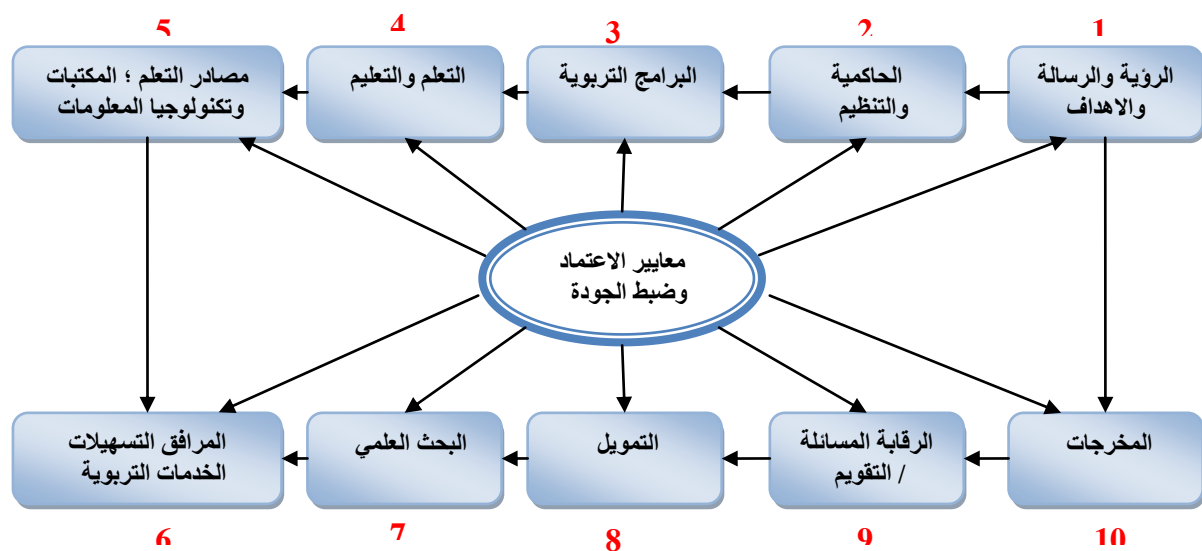 1
الرؤية والرسالة
والاهداف
2
الحاكمية
والتنظيم
3
البرامج التربوية
4
التعلم والتعليم
5
مصادر التعلم ؛ المكتبات
وتكنولوجيا المعلومات
معايير الاعتماد
وضبط الجودة
المخرجات
10
الرقابة المسائلة
/ التقويم
9
التمويل
8
البحث العلمي
7
المرافق التسهيلات
الخدمات التربوية
6